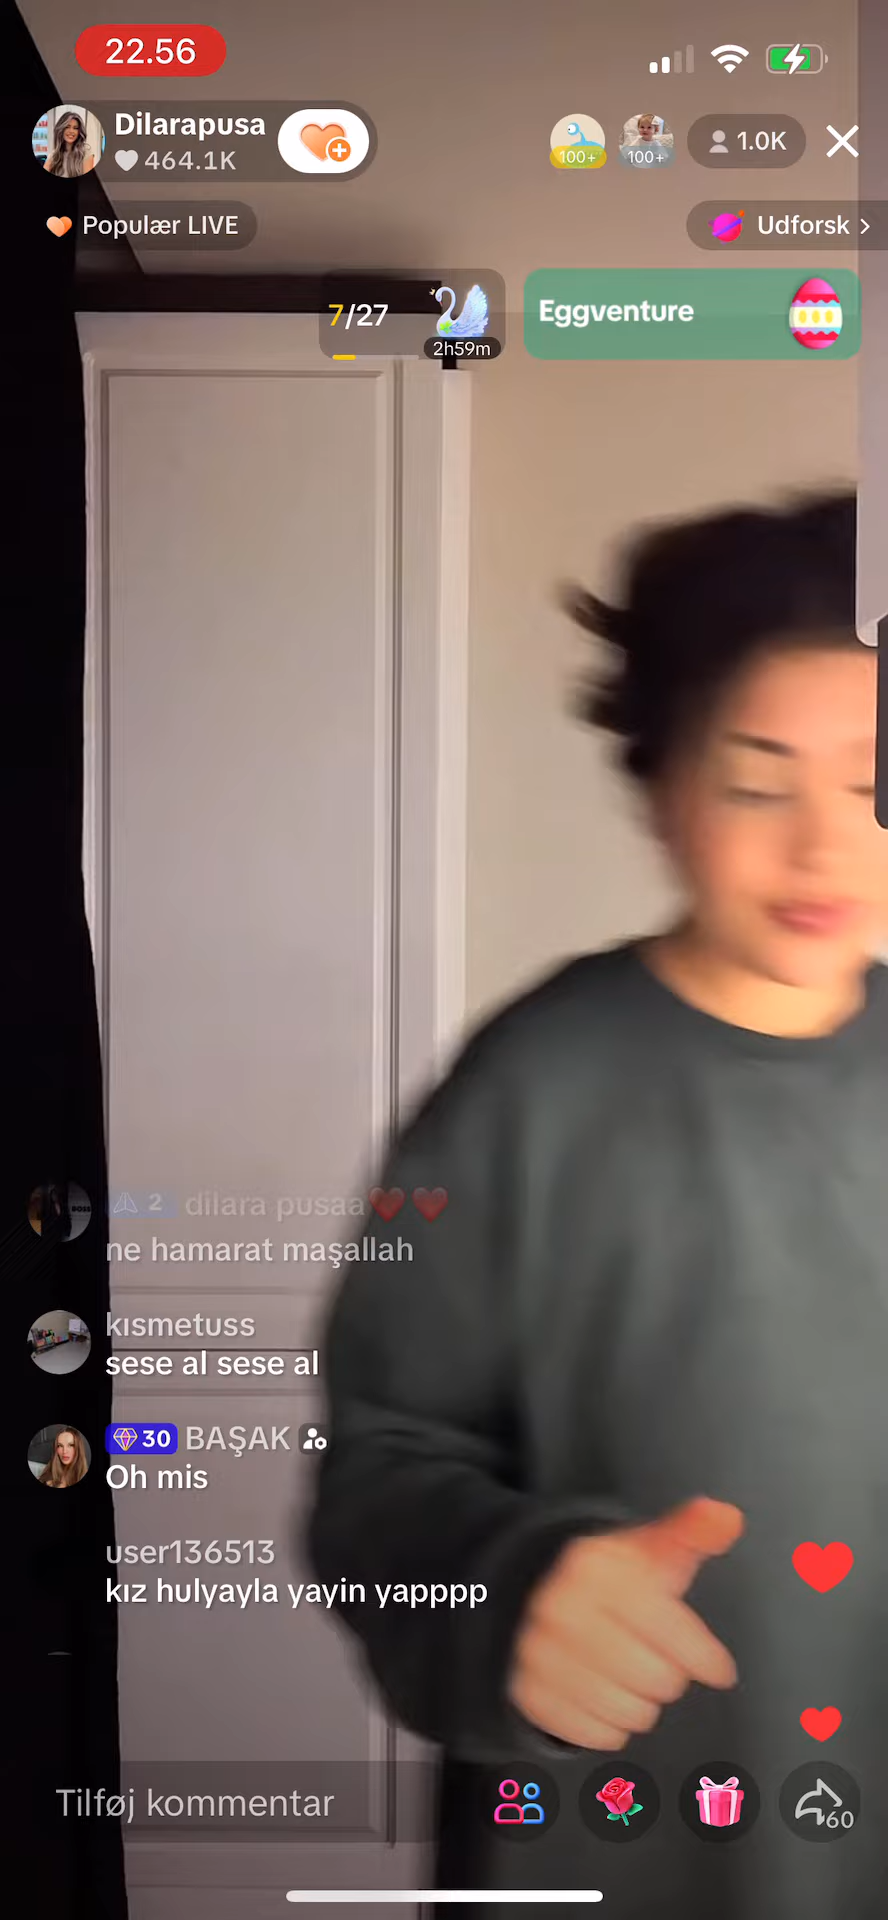 22.56
Dilarapusa
464.1K
100+
100+
1.0K
Populær LIVE
Udforsk >
7/27
2h59m
Eggventure
2 dilara pusaa❤️❤️
ne hamarat maşallah
kısmetuss
sese al sese al
30 BAŞAK
Oh mis
user136513
kız hulyayla yayin yapppp
Tilføj kommentar
60